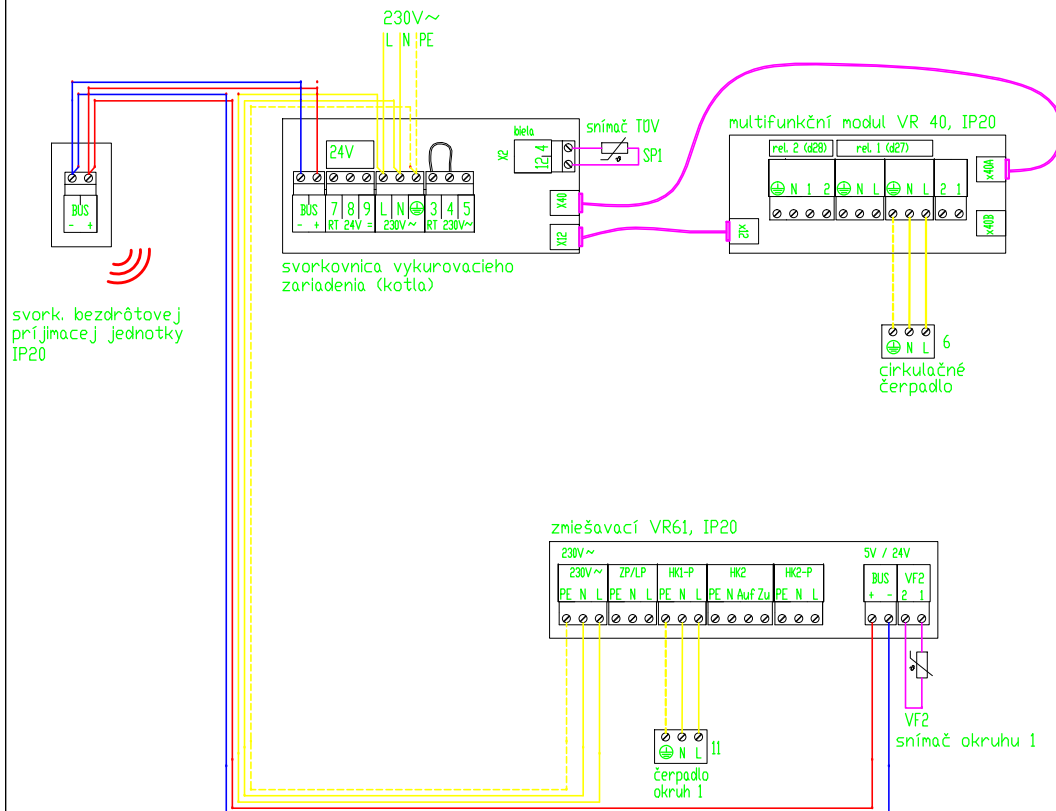 230V~
L N PE
BUS
- +
svork. bezdrôtovej
príjimacej jednotky
IP20
24V
BUS
- +
7 8 9
RT 24V =
L N
230V~
3 4 5
RT 230V~
biela
X2
12 4
snímač TÚV
SP1
X40
X12
svorkovnica vykurovacieho
zariadenia (kotla)
multifunkční modul VR 40, IP20
rel. 2 (d28)
rel. 1 (d27)
N 1 2
N L
N L
2 1
X40A
X40B
X12
N L
6
cirkulačné
čerpadlo
zmiešavací VR61, IP20
230V~
5V / 24V
230V~
PE N L
ZP/LP
PE N L
HK1-P
PE N L
HK2
PE N Auf Zu
HK2-P
PE N L
BUS
+ -
VF2
2 1
N L
11
čerpadlo
okruh 1
VF2
snímač okruhu 1